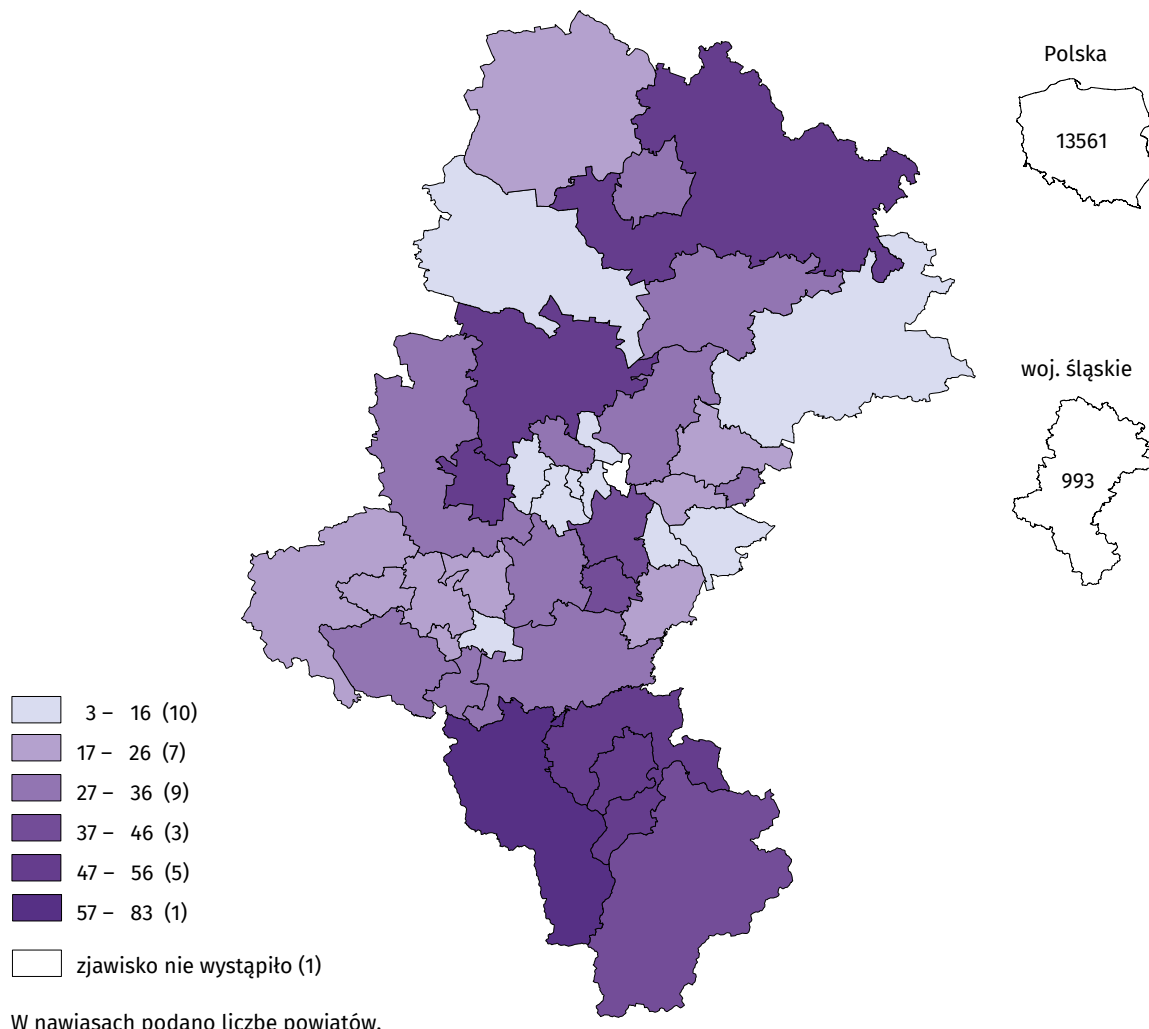 Polska
13561
woj. śląskie
993
3 – 16 (10)
17 – 26 (7)
27 – 36 (9)
37 – 46 (3)
47 – 56 (5)
57 – 83 (1)
zjawisko nie wystąpiło (1)
W nawiasach podano liczbę powiatów.